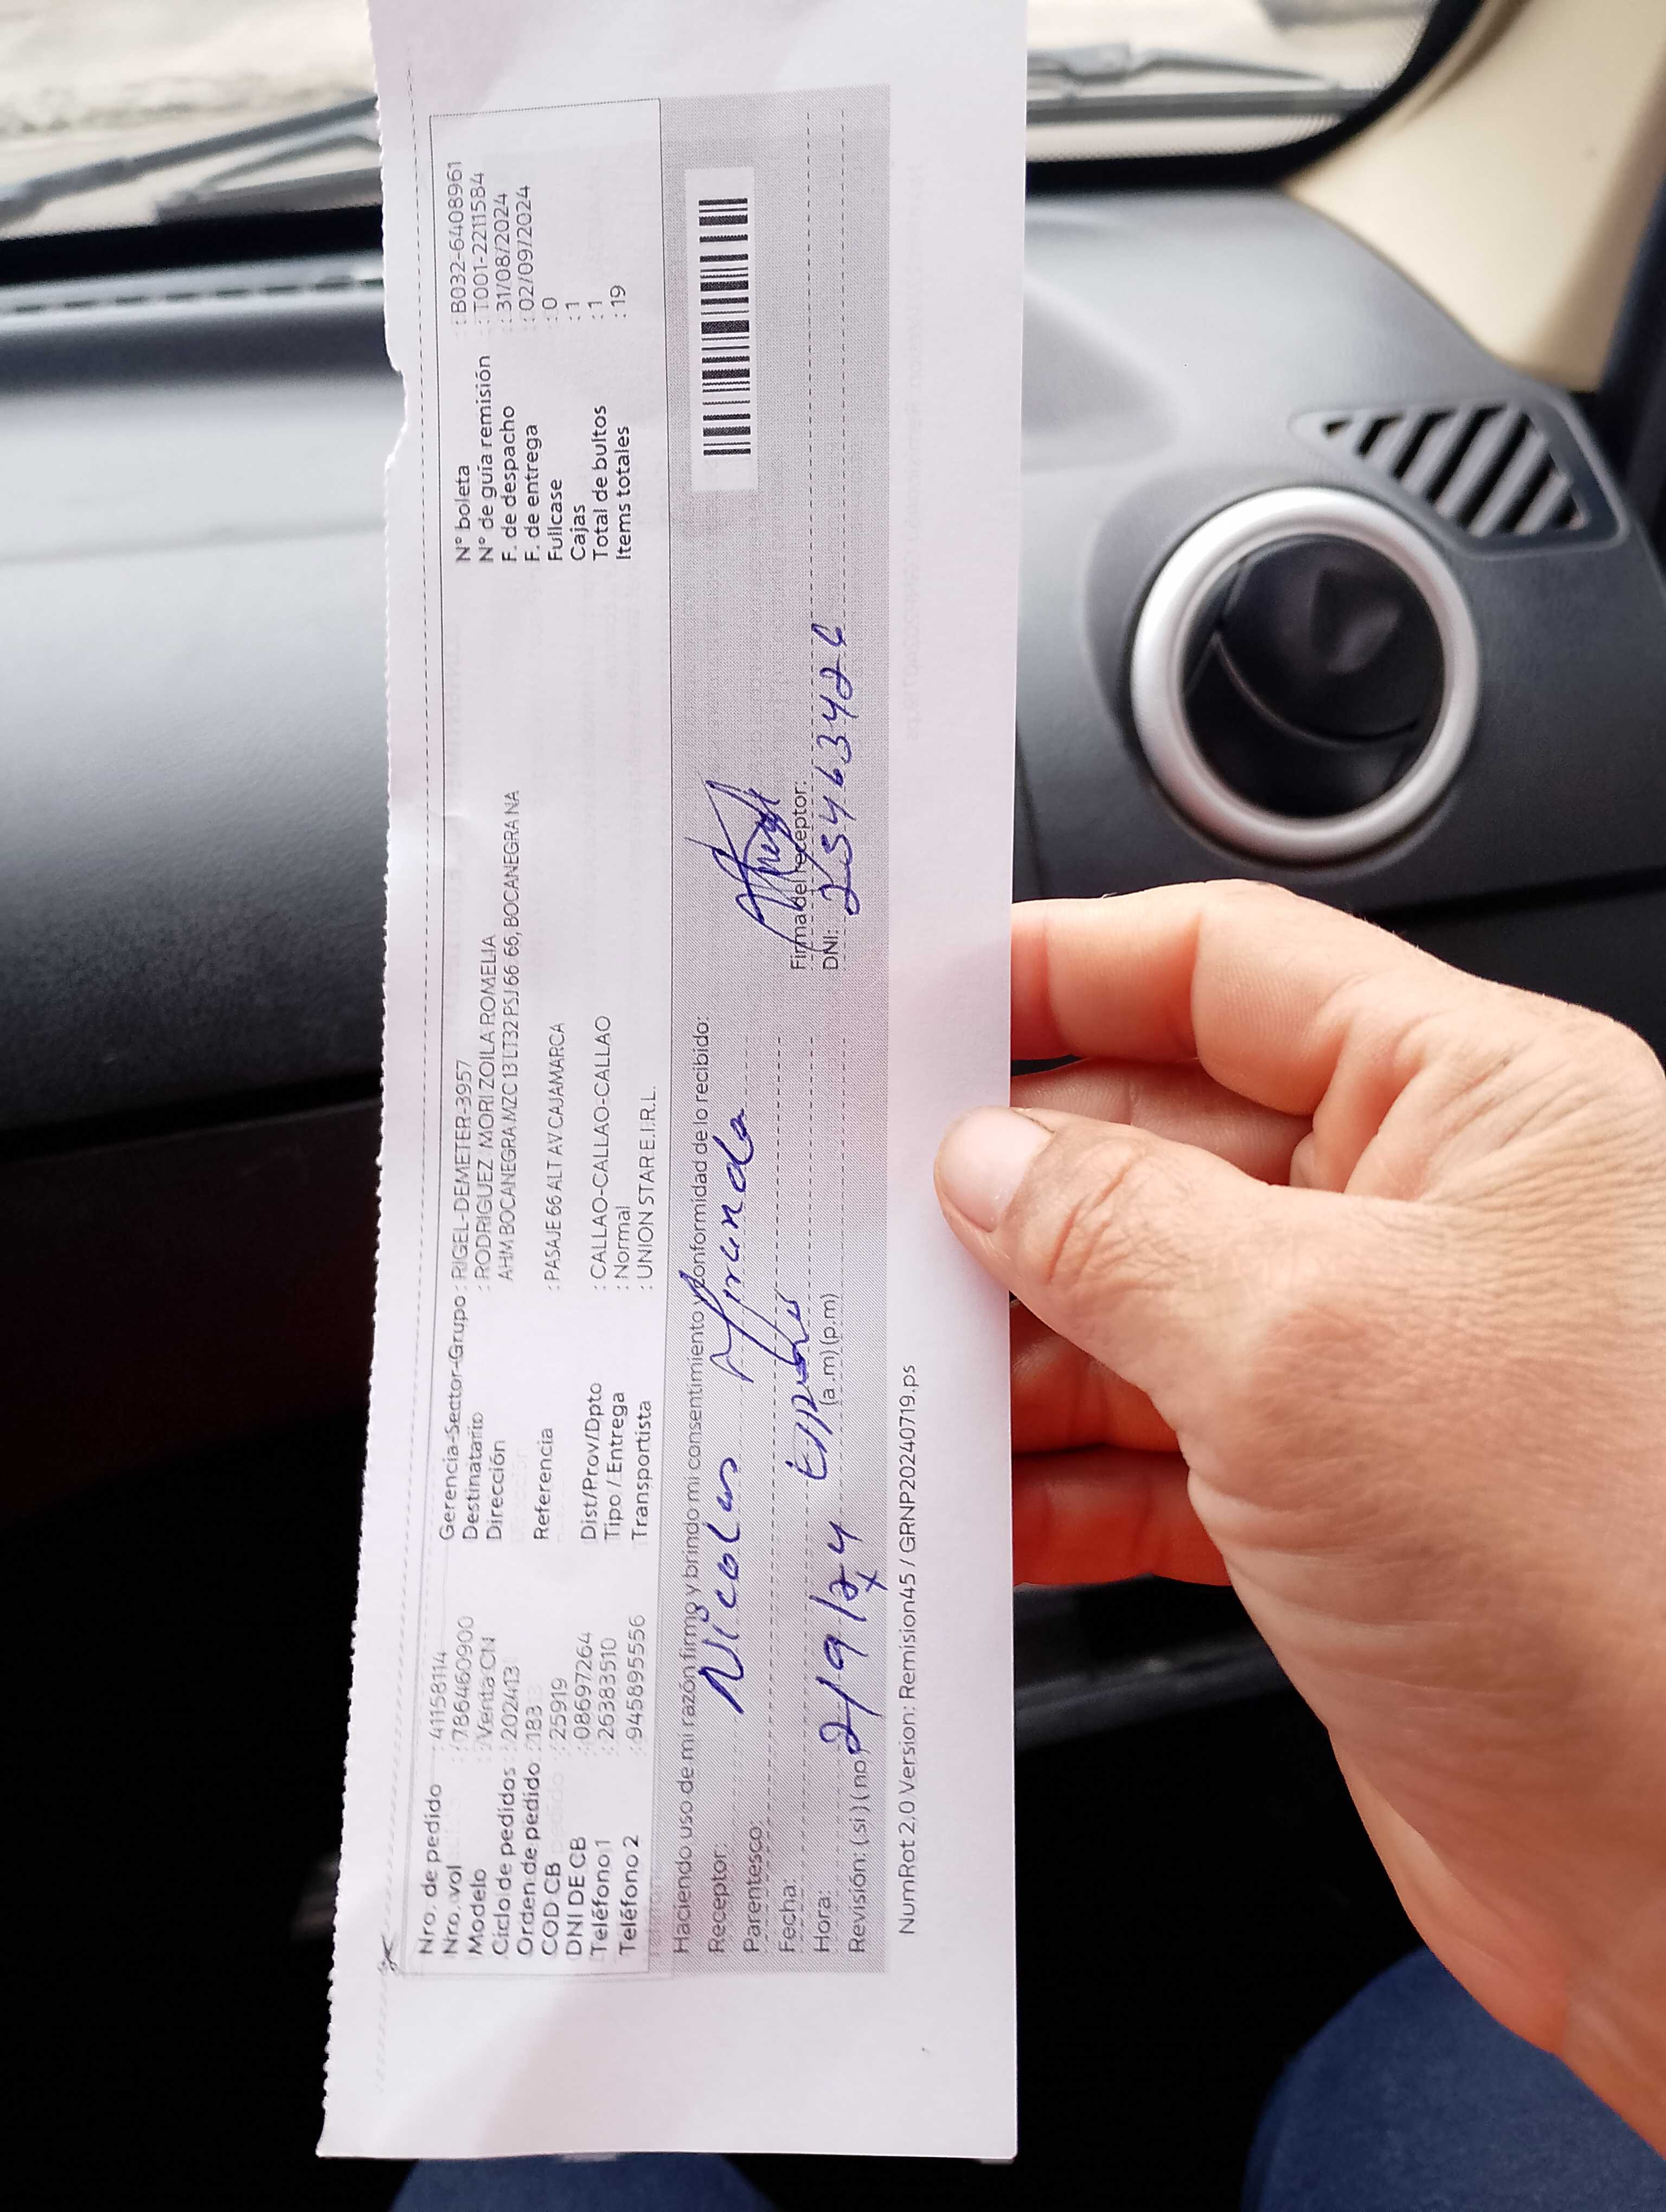 Nro. de pedido : 41158114
Nro. vol : 786460900
Modelo : Venta CN
Ciclo de pedidos : 202413
Orden de pedido : 183
COD CB : 25919
DNI DE CB : 08697264
Teléfono 1 : 26383510
Teléfono 2 : 945895556
Gerencia-Sector-Grupo : RIGEL-DEMETER-3957
Destinatario : RODRIGUEZ MORI ZOILA ROMELIA
Dirección AHM BOCANEGRA MZC 13 LT32 PSJ 66 66, BOCANEGRA NA
Referencia : PASAJE 66 ALT AV CAJAMARCA
Dist/Prov/Dpto : CALLAO-CALLAO-CALLAO
Tipo / Entrega : Normal
Transportista : UNION STAR E.I.R.L.
N° boleta : B032-6408961
N° de guía remisión : T001-22111584
F. de despacho : 31/08/2024
F. de entrega : 02/09/2024
Fullcase : 0
Cajas : 1
Total de bultos : 1
Items totales : 19
Haciendo uso de mi razón firmo y brindo mi consentimiento y conformidad de lo recibido:
Receptor: Nicolas
Parentesco:
Fecha:
Hora: 2/9/24 (a.m) (p.m)
Revisión: (si) (no) x
Firma del receptor:
DNI:
NumRot 2.0 Version: Remision45 / GRNP20240719.ps